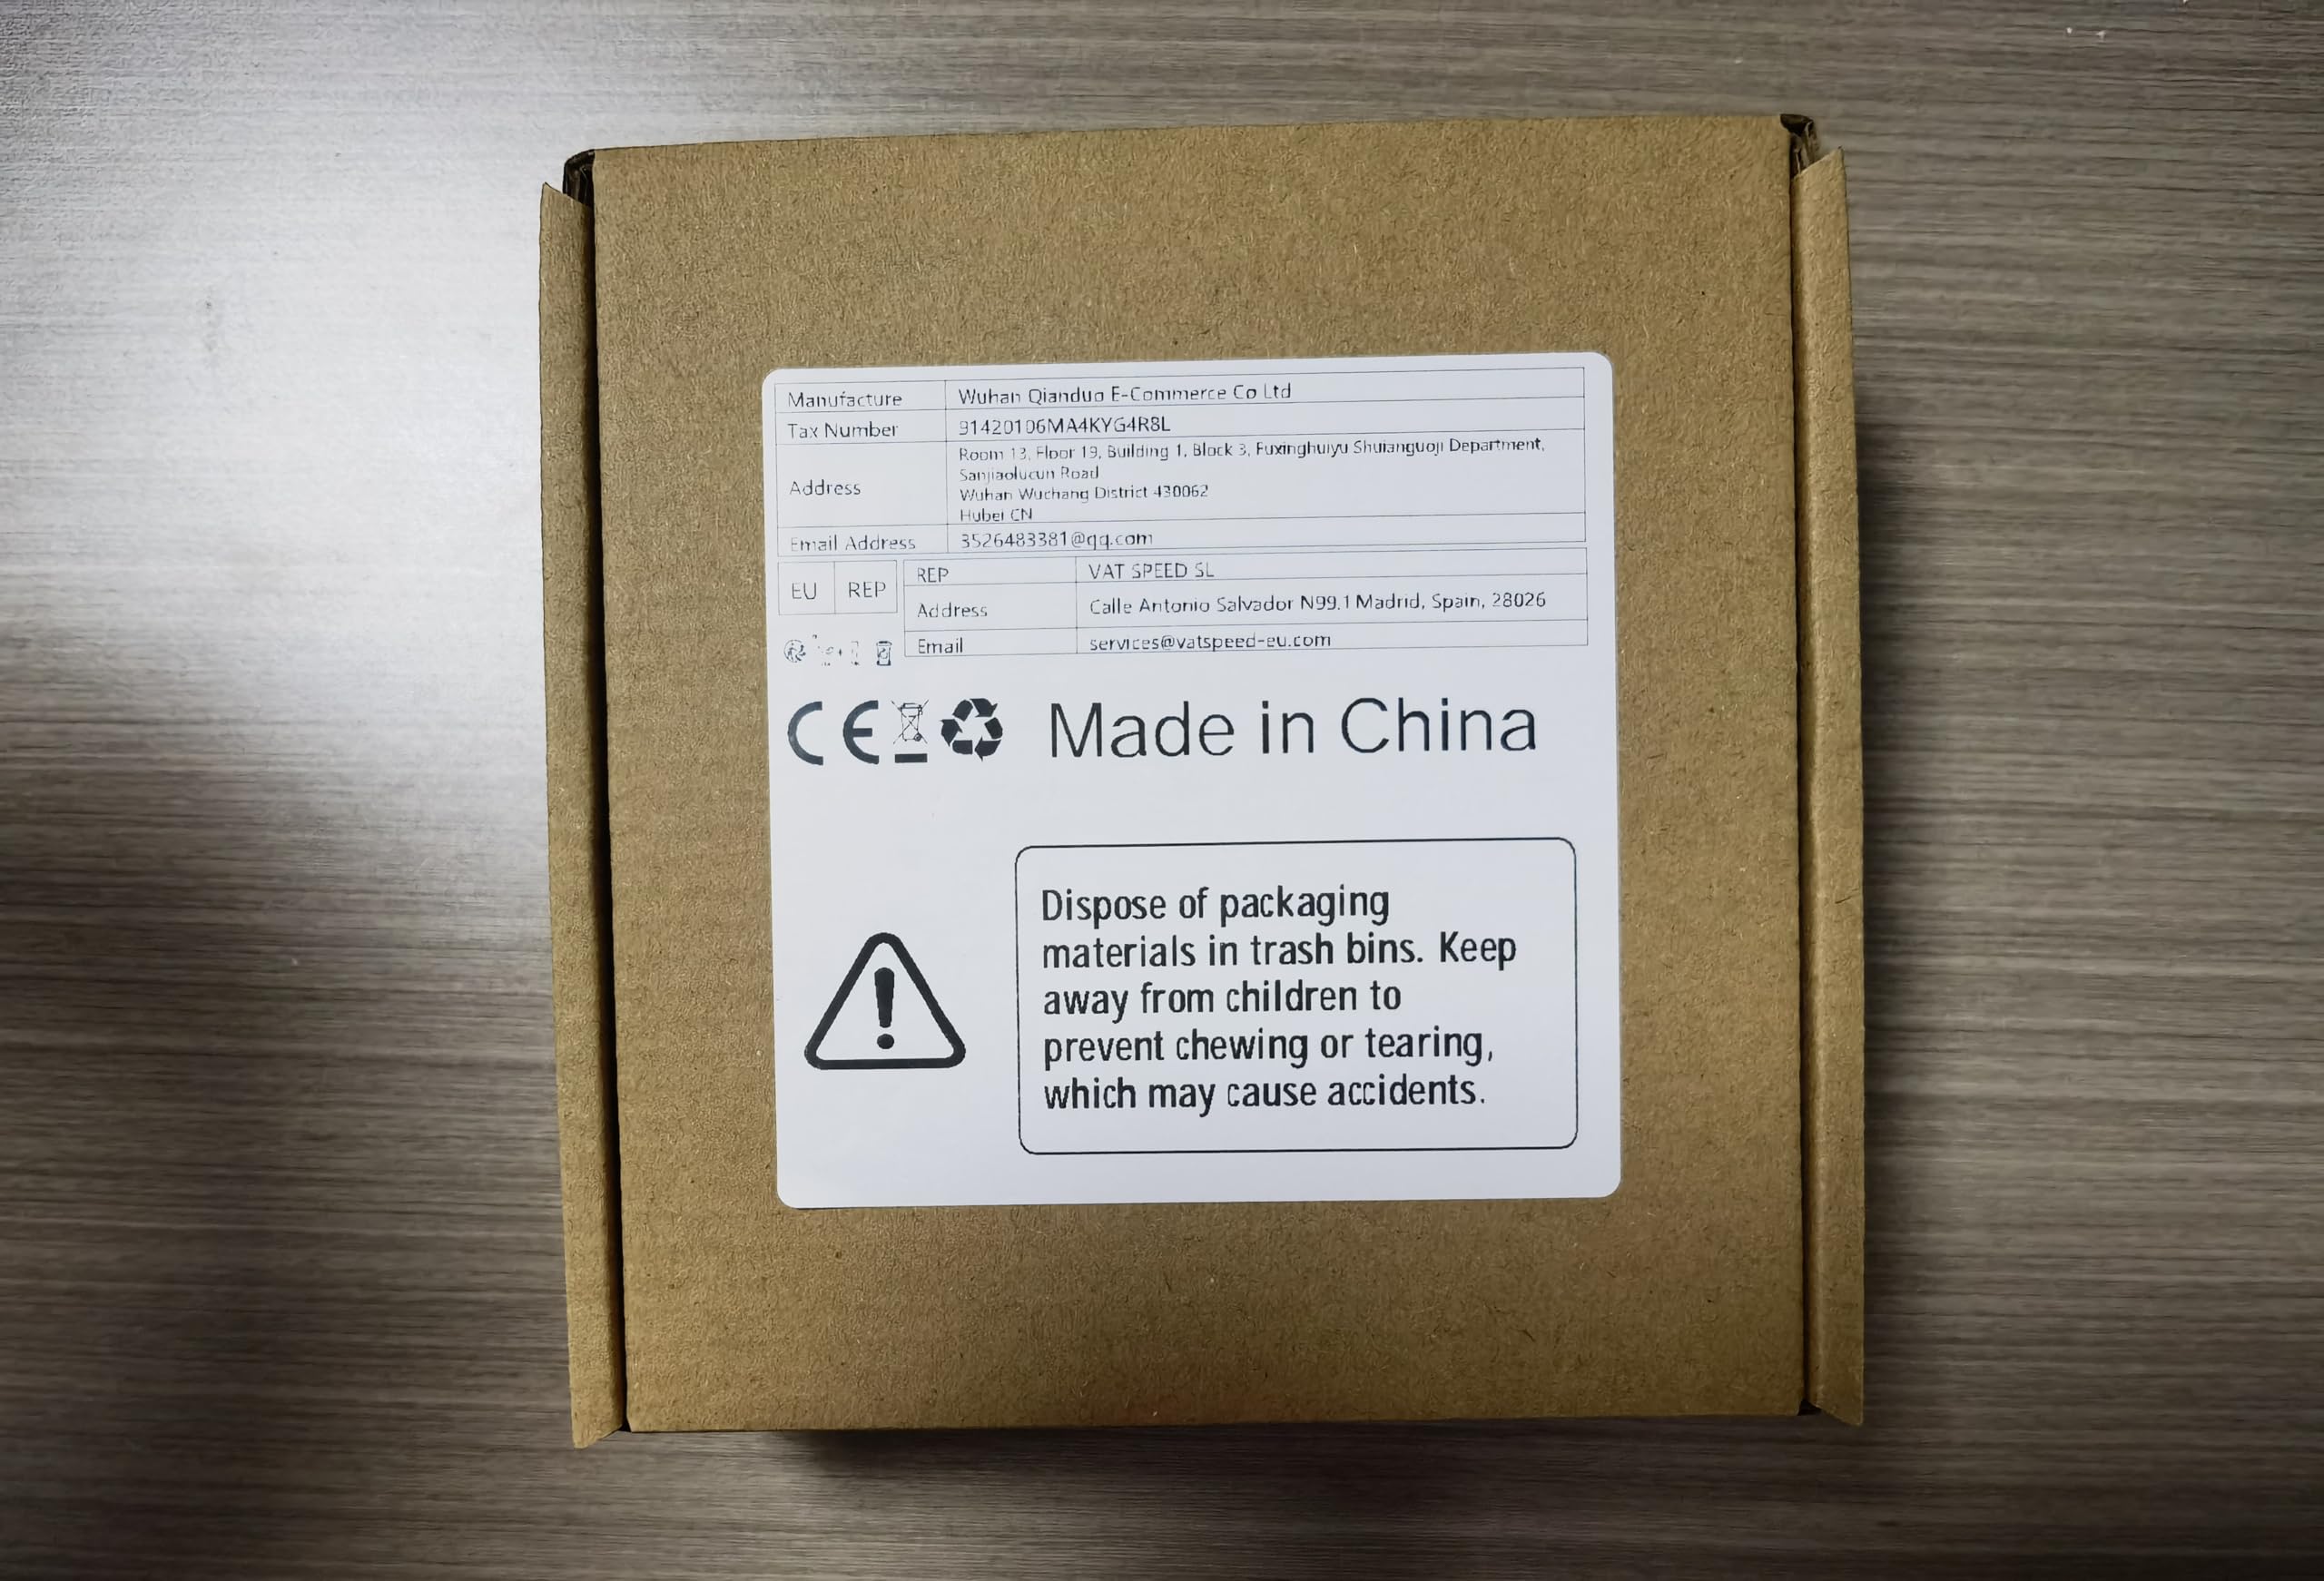 Manufacture Wuhan Qianduo E-Commerce Co Ltd
Tax Number 91420106MA4KYG4R8L
Address Room 13, Floor 19, Building 1, Block 3, Fuxinghuiyu Shuianguoji Department,
Sanjiaolucun Road
Wuhan Wuchang District 430062
Hubei CN
Email Address 3526483381@qq.com
EU REP
REP VAT SPEED SL
Address Calle Antonio Salvador N99.1 Madrid, Spain, 28026
Email services@vatspeed-eu.com
CE Made in China
Dispose of packaging
materials in trash bins. Keep
away from children to
prevent chewing or tearing,
which may cause accidents.